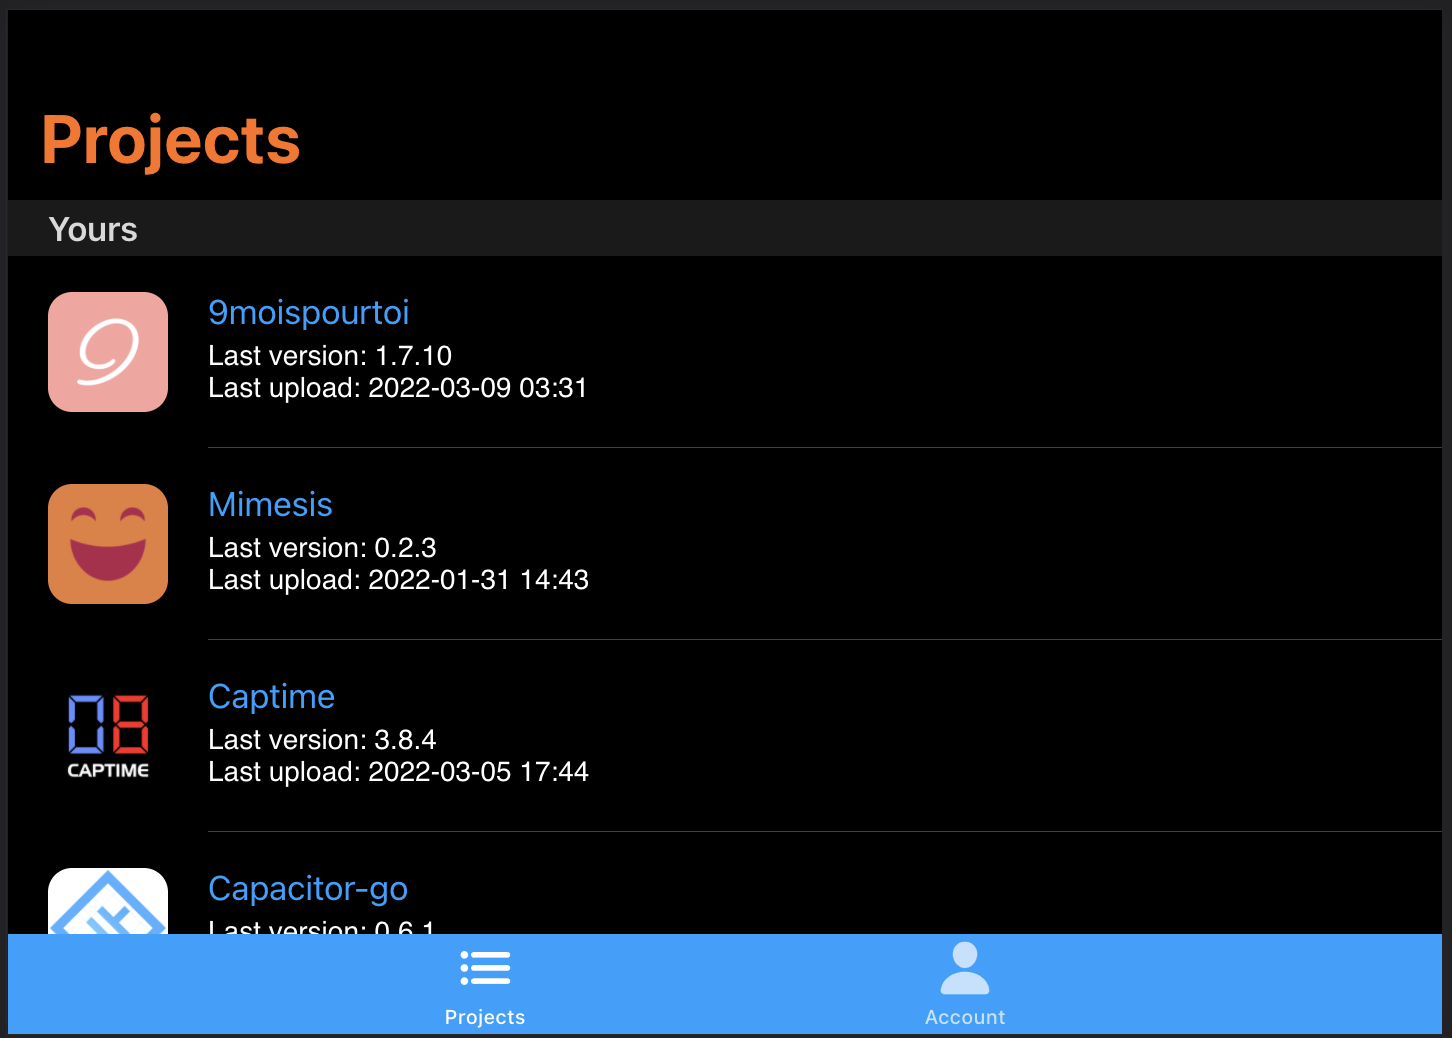 Projects
Yours
9moispourtoi
Last version: 1.7.10
Last upload: 2022-03-09 03:31
Mimesis
Last version: 0.2.3
Last upload: 2022-01-31 14:43
CAPTIME
Captime
Last version: 3.8.4
Last upload: 2022-03-05 17:44
Capacitor-go
Last version: 0.6.1
Projects
Account